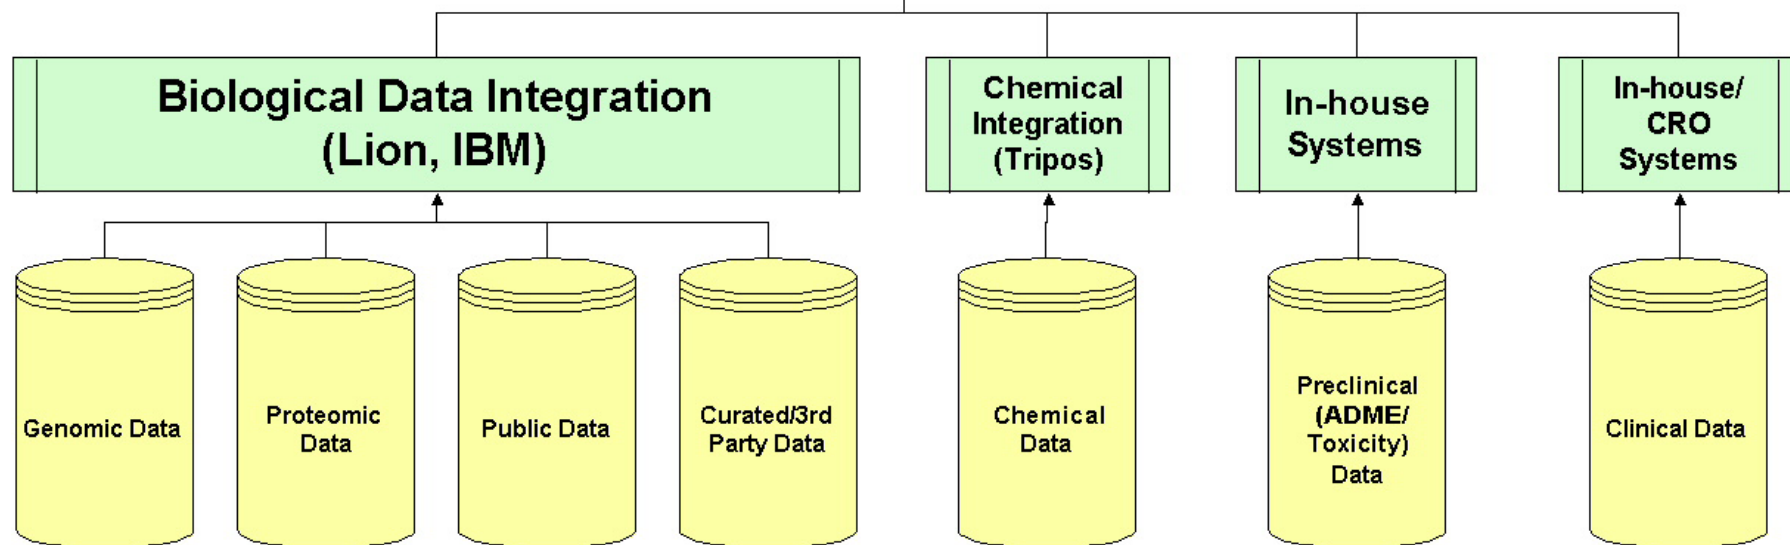 Biological Data Integration
(Lion, IBM)
Chemical
Integration
(Tripos)
In-house
Systems
In-house/
CRO
Systems
Genomic Data
Proteomic
Data
Public Data
Curated/3rd
Party Data
Chemical
Data
Preclinical
(ADME/
Toxicity)
Data
Clinical Data